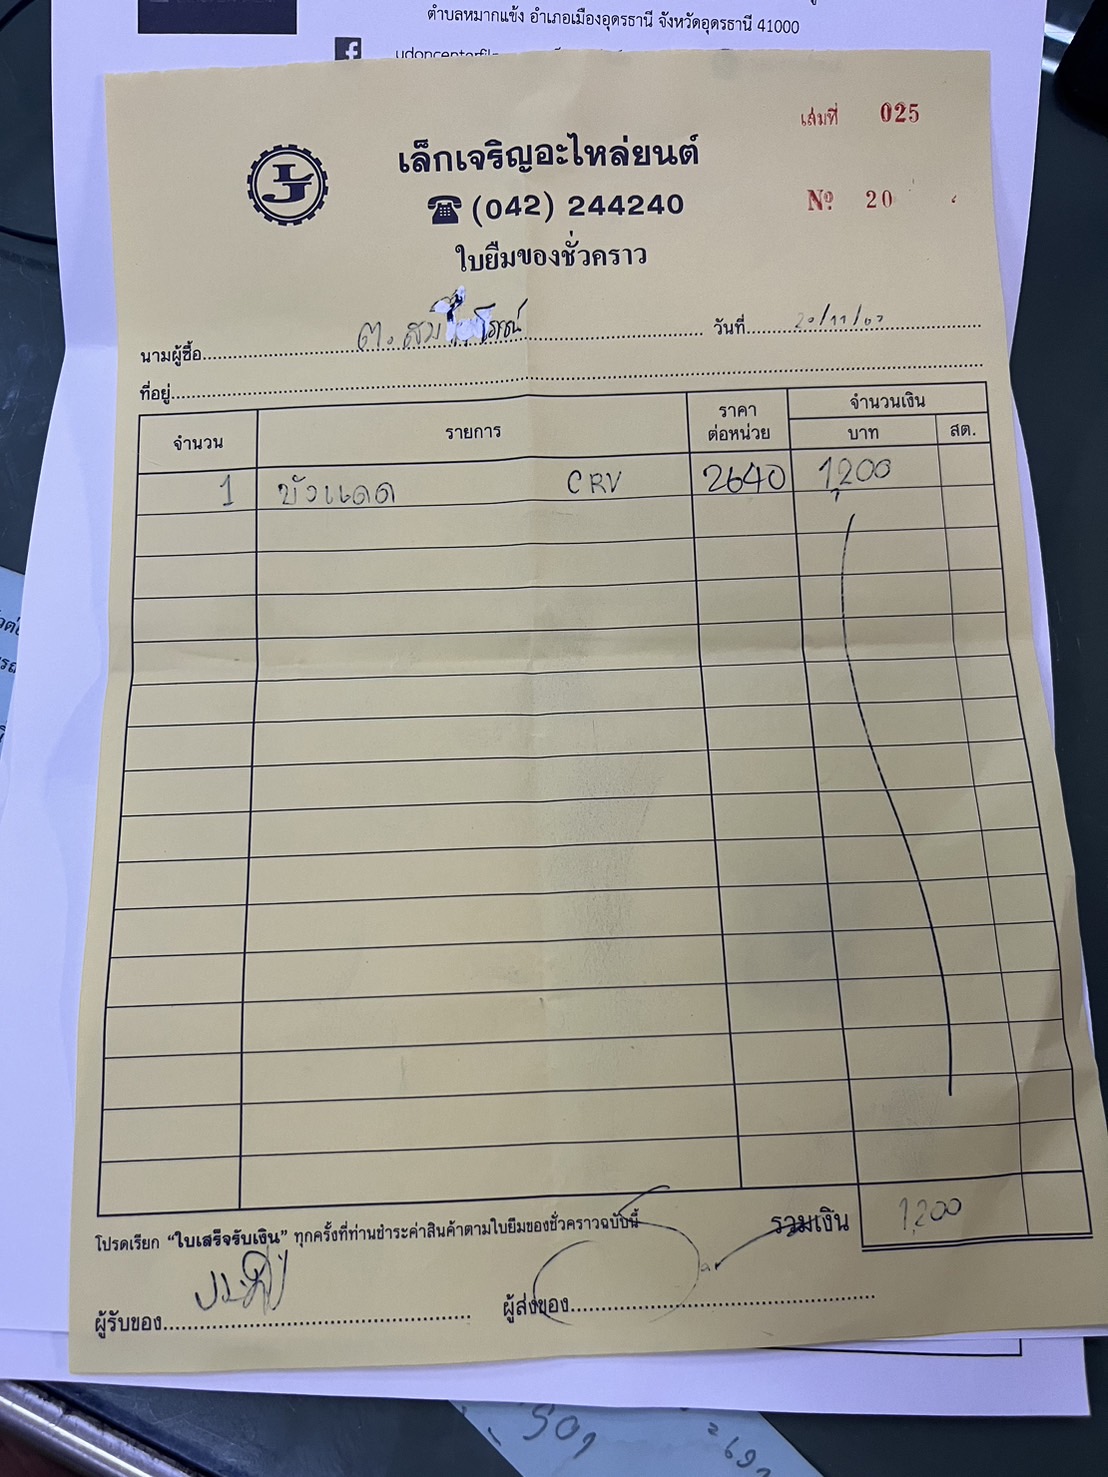 ตำบลหมากแข้ง อำเภอเมืองอุดรธานี จังหวัดอุดรธานี 41000
เล่มที่ 025
LJ
เล็กเจริญอะไหล่ยนต์
(042) 244240
Nº 20
ใบยืมของชั่วคราว
นามผู้ซื้อ วันที่ 20/11/67
ที่อยู่
จำนวน รายการ ราคาต่อหน่วย จำนวนเงิน
บาท สต.
1 บังแดด CRV 2640 1,200
โปรดเรียก "ใบเสร็จรับเงิน" ทุกครั้งที่ท่านชำระค่าสินค้าตามใบยืมของชั่วคราวฉบับนี้ รวมเงิน 1,200
ผู้รับของ ผู้ส่งของ